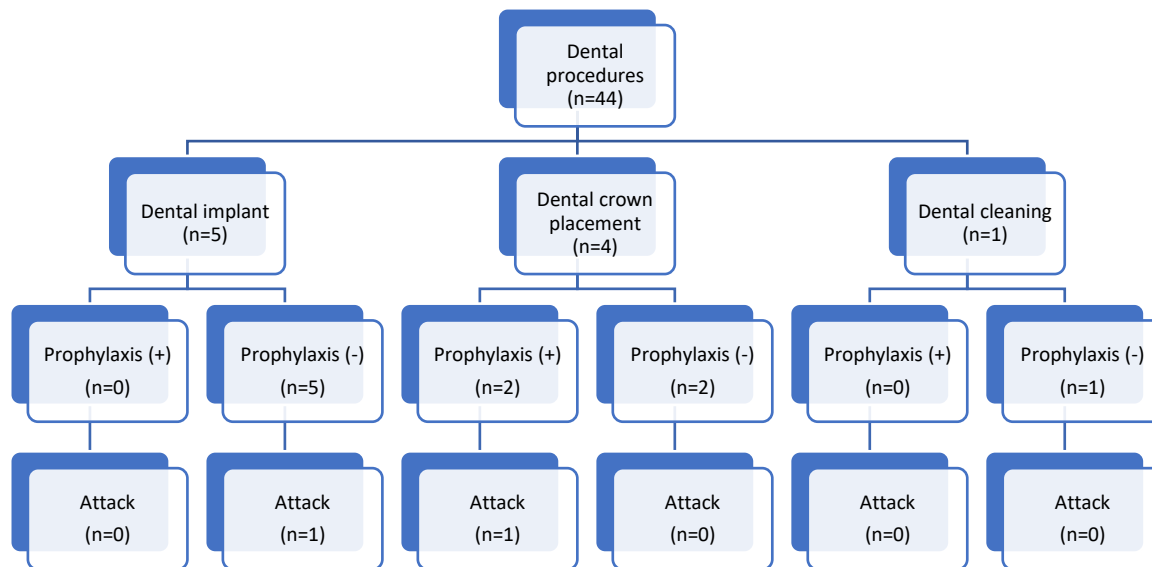 Dental
procedures
(n=44)
Dental implant
(n=5)
Dental crown
placement
(n=4)
Dental cleaning
(n=1)
Prophylaxis (+)
(n=0)
Prophylaxis (-)
(n=5)
Prophylaxis (+)
(n=2)
Prophylaxis (-)
(n=2)
Prophylaxis (+)
(n=0)
Prophylaxis (-)
(n=1)
Attack
(n=0)
Attack
(n=1)
Attack
(n=1)
Attack
(n=0)
Attack
(n=0)
Attack
(n=0)